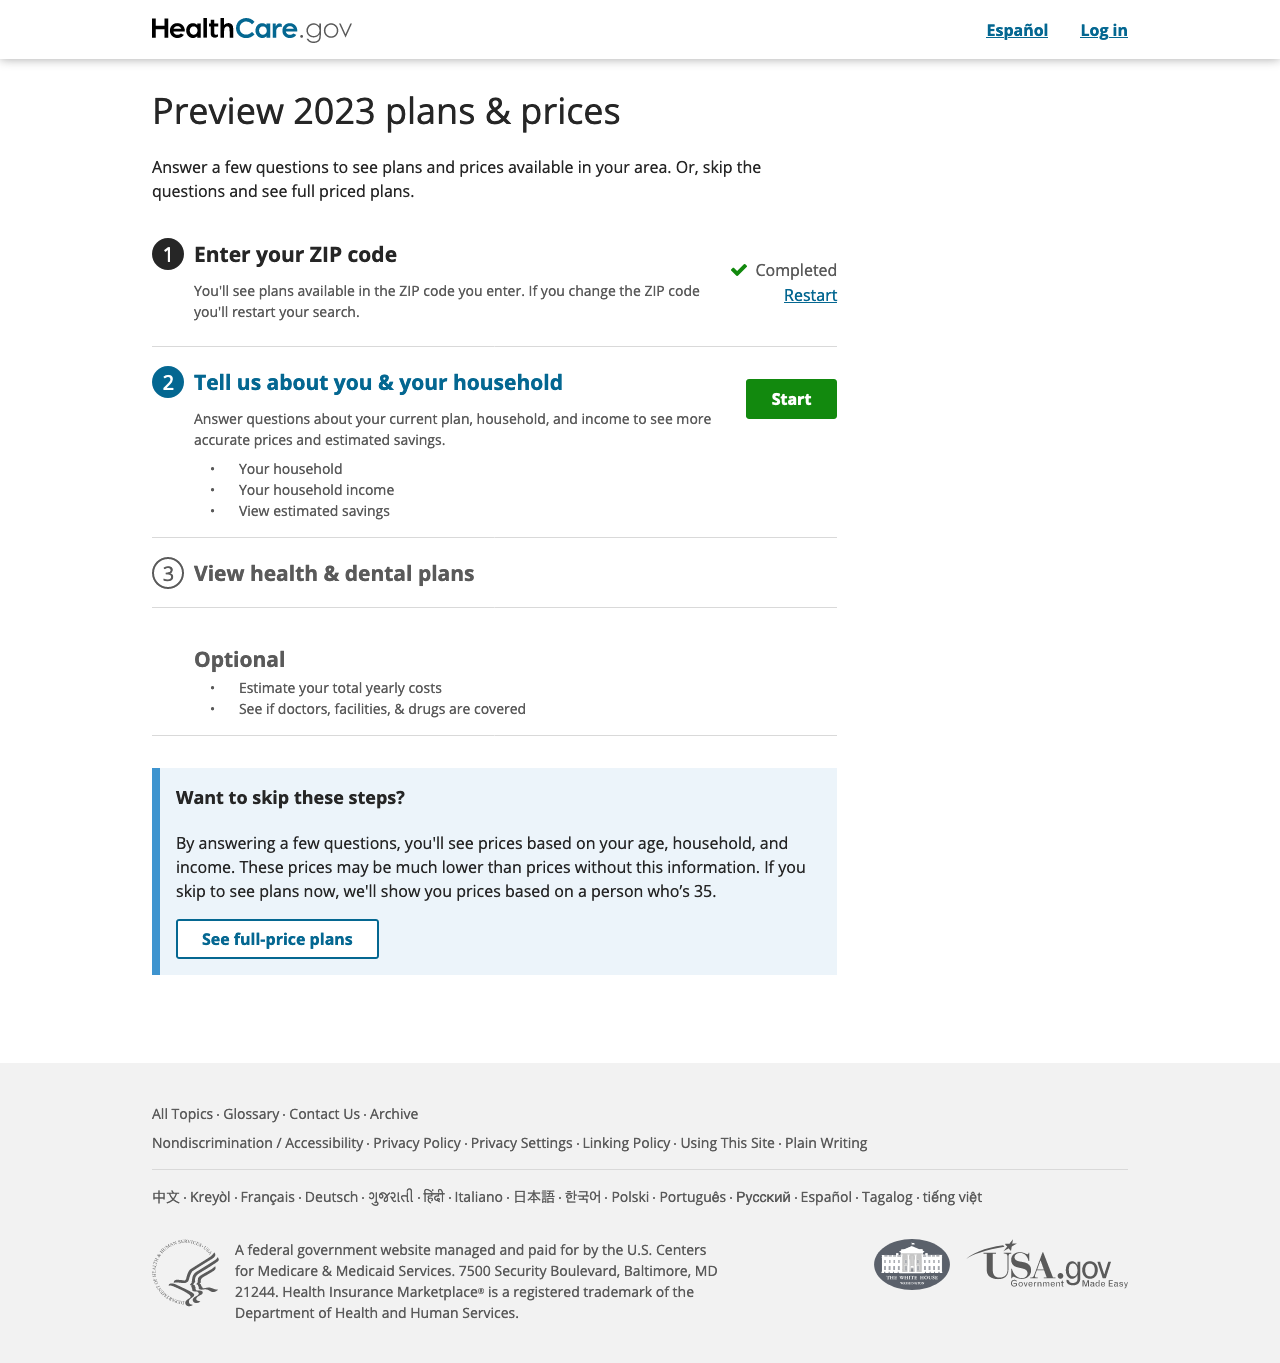 HealthCare.gov
Español
Log in
Preview 2023 plans & prices
Answer a few questions to see plans and prices available in your area. Or, skip the
questions and see full priced plans.
1 Enter your ZIP code
Completed
You'll see plans available in the ZIP code you enter. If you change the ZIP code
Restart
you'll restart your search.
2 Tell us about you & your household
Start
Answer questions about your current plan, household, and income to see more
accurate prices and estimated savings.
• Your household
• Your household income
• View estimated savings
3 View health & dental plans
Optional
• Estimate your total yearly costs
• See if doctors, facilities, & drugs are covered
Want to skip these steps?
By answering a few questions, you'll see prices based on your age, household, and
income. These prices may be much lower than prices without this information. If you
skip to see plans now, we'll show you prices based on a person who’s 35.
See full-price plans
All Topics · Glossary · Contact Us · Archive
Nondiscrimination / Accessibility · Privacy Policy · Privacy Settings · Linking Policy · Using This Site · Plain Writing
中文 · Kreyòl · Français · Deutsch · ગુજરાતી · हिंदी · Italiano · 日本語 · 한국어 · Polski · Português · Русский · Español · Tagalog · tiếng việt
A federal government website managed and paid for by the U.S. Centers
for Medicare & Medicaid Services. 7500 Security Boulevard, Baltimore, MD
21244. Health Insurance Marketplace® is a registered trademark of the
Department of Health and Human Services.
THE WHITE HOUSE
WASHINGTON
USA.gov
Government Made Easy